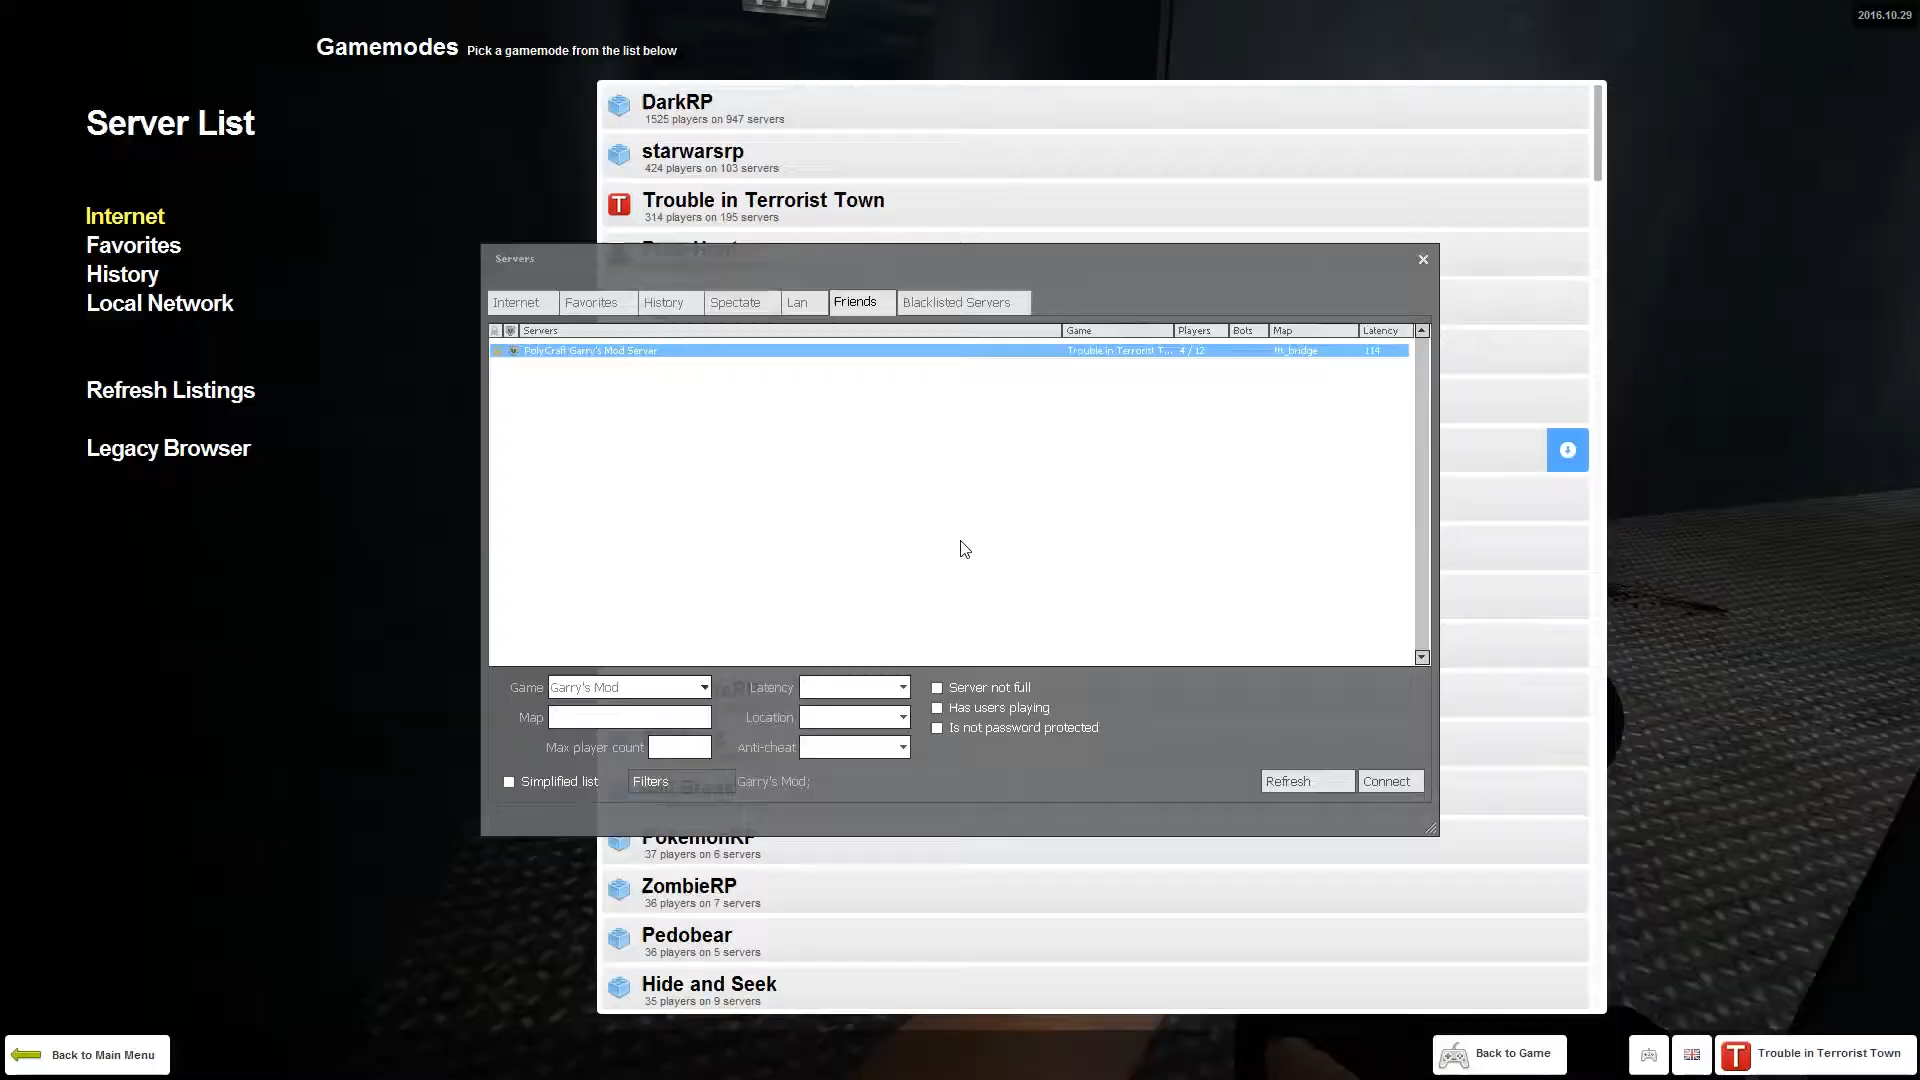 2016.10.29
Gamemodes Pick a gamemode from the list below
Server List
Internet
Favorites
History
Local Network
Refresh Listings
Legacy Browser
DarkRP
1525 players on 947 servers
starwarsrp
424 players on 103 servers
Trouble in Terrorist Town
314 players on 195 servers
Servers
Internet Favorites History Spectate Lan Friends Blacklisted Servers
Servers Game Players Bots Map Latency
PolyCraft Garry's Mod Server Trouble in Terrorist T... 4 / 12 !tt_bridge 114
Game Garry's Mod Latency Server not full
Map Location Has users playing
Is not password protected
Max player count Anti-cheat
Simplified list Filters Garry's Mod; Refresh Connect
PokemonRP
37 players on 6 servers
ZombieRP
36 players on 7 servers
Pedobear
36 players on 5 servers
Hide and Seek
35 players on 9 servers
Back to Main Menu
Back to Game
Trouble in Terrorist Town